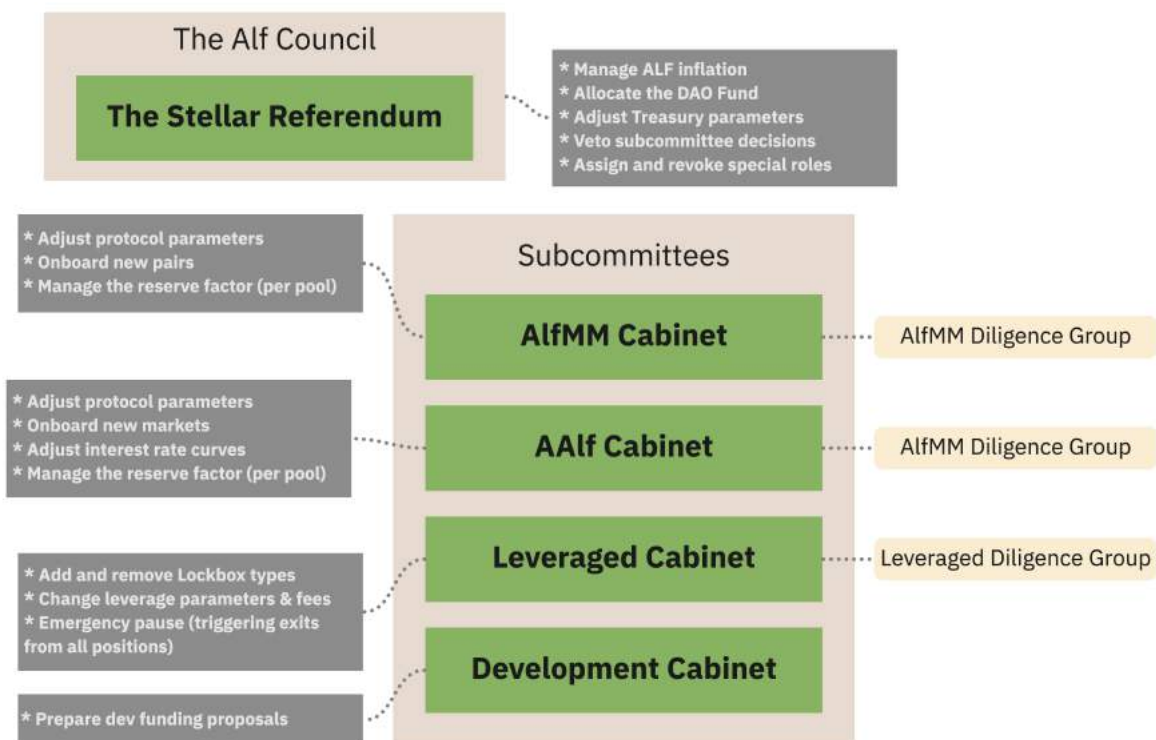 The Alf Council
The Stellar Referendum
* Manage ALF inflation
* Allocate the DAO Fund
* Adjust Treasury parameters
* Veto subcommittee decisions
* Assign and revoke special roles
* Adjust protocol parameters
* Onboard new pairs
* Manage the reserve factor (per pool)
Subcommittees
AlfMM Cabinet
AlfMM Diligence Group
* Adjust protocol parameters
* Onboard new markets
* Adjust interest rate curves
* Manage the reserve factor (per pool)
AAlf Cabinet
AlfMM Diligence Group
* Add and remove Lockbox types
* Change leverage parameters & fees
* Emergency pause (triggering exits
from all positions)
Leveraged Cabinet
Leveraged Diligence Group
Development Cabinet
* Prepare dev funding proposals